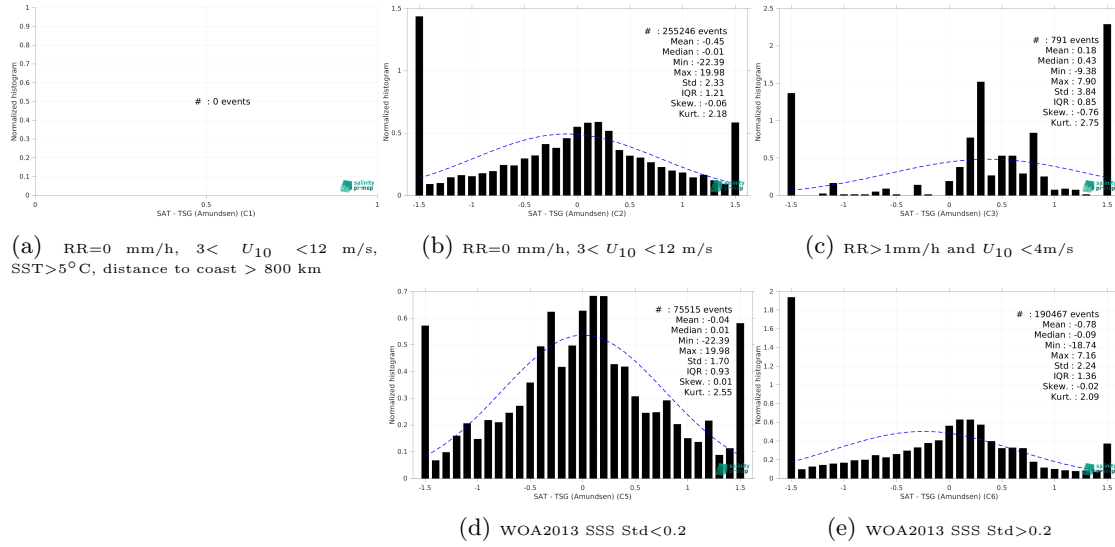 1
0.9
0.8
0.7
0.6
0.5
0.4
0.3
0.2
0.1
0
Normalized histogram
# : 0 events
salinity
pi-mep
0 0.5 1
SAT - TSG (Amundsen) (C1)
(a) RR=0 mm/h, 3< U10 <12 m/s,
SST>5°C, distance to coast > 800 km
1.5
1
0.5
0
Normalized histogram
# : 255246 events
Mean : -0.45
Median : -0.01
Min : -22.39
Max : 19.98
Std : 2.33
IQR : 1.21
Skew. : -0.06
Kurt. : 2.18
salinity
pi-mep
-1.5 -1 -0.5 0 0.5 1 1.5
SAT - TSG (Amundsen) (C2)
(b) RR=0 mm/h, 3< U10 <12 m/s
2.5
2
1.5
1
0.5
0
Normalized histogram
# : 791 events
Mean : 0.18
Median : 0.43
Min : -9.38
Max : 7.90
Std : 3.84
IQR : 0.85
Skew. : -0.76
Kurt. : 2.75
salinity
pi-mep
-1.5 -1 -0.5 0 0.5 1 1.5
SAT - TSG (Amundsen) (C3)
(c) RR>1mm/h and U10 <4m/s
0.7
0.6
0.5
0.4
0.3
0.2
0.1
0
Normalized histogram
# : 75515 events
Mean : -0.04
Median : 0.01
Min : -22.39
Max : 19.98
Std : 1.70
IQR : 0.93
Skew. : 0.01
Kurt. : 2.55
salinity
pi-mep
-1.5 -1 -0.5 0 0.5 1 1.5
SAT - TSG (Amundsen) (C5)
(d) WOA2013 SSS Std<0.2
2
1.8
1.6
1.4
1.2
1
0.8
0.6
0.4
0.2
0
Normalized histogram
# : 190467 events
Mean : -0.78
Median : -0.09
Min : -18.74
Max : 7.16
Std : 2.24
IQR : 1.36
Skew. : -0.02
Kurt. : 2.09
salinity
pi-mep
-1.5 -1 -0.5 0 0.5 1 1.5
SAT - TSG (Amundsen) (C6)
(e) WOA2013 SSS Std>0.2